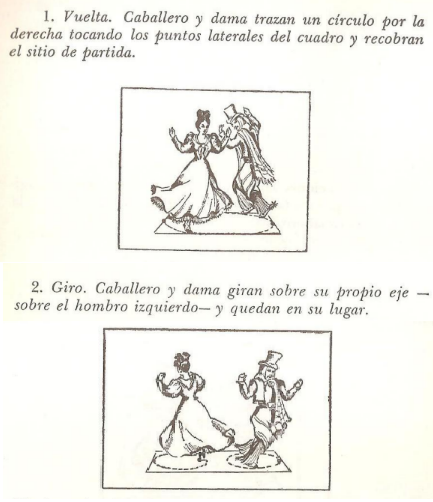 1. Vuelta. Caballero y dama trazan un círculo por la
derecha tocando los puntos laterales del cuadro y recobran
el sitio de partida.
2. Giro. Caballero y dama giran sobre su propio eje —
sobre el hombro izquierdo— y quedan en su lugar.